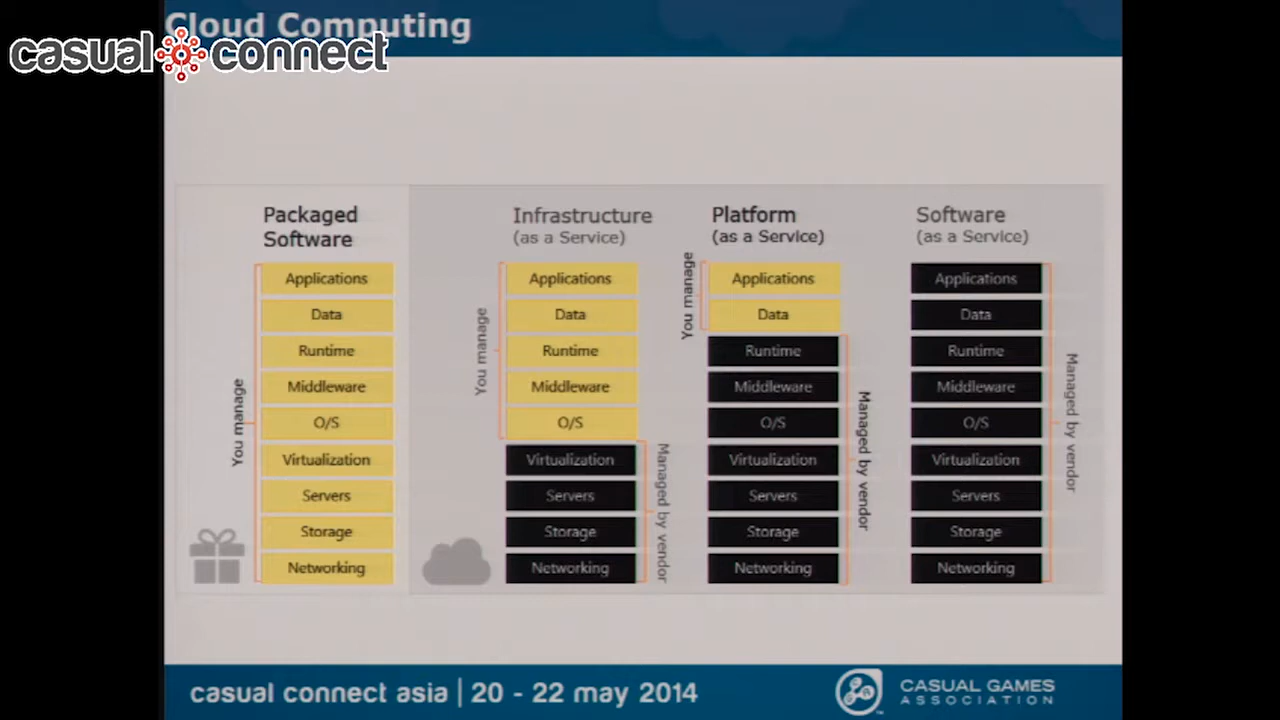 Cloud Computing
casual connect
Packaged
Software
Applications
Data
Runtime
Middleware
O/S
Virtualization
Servers
Storage
Networking
You manage
Infrastructure
(as a Service)
Applications
Data
Runtime
Middleware
O/S
Virtualization
Servers
Storage
Networking
You manage
Managed by vendor
Platform
(as a Service)
Applications
Data
Runtime
Middleware
O/S
Virtualization
Servers
Storage
Networking
You manage
Managed by vendor
Software
(as a Service)
Applications
Data
Runtime
Middleware
O/S
Virtualization
Servers
Storage
Networking
Managed by vendor
casual connect asia | 20 - 22 may 2014
CASUAL GAMES
ASSOCIATION